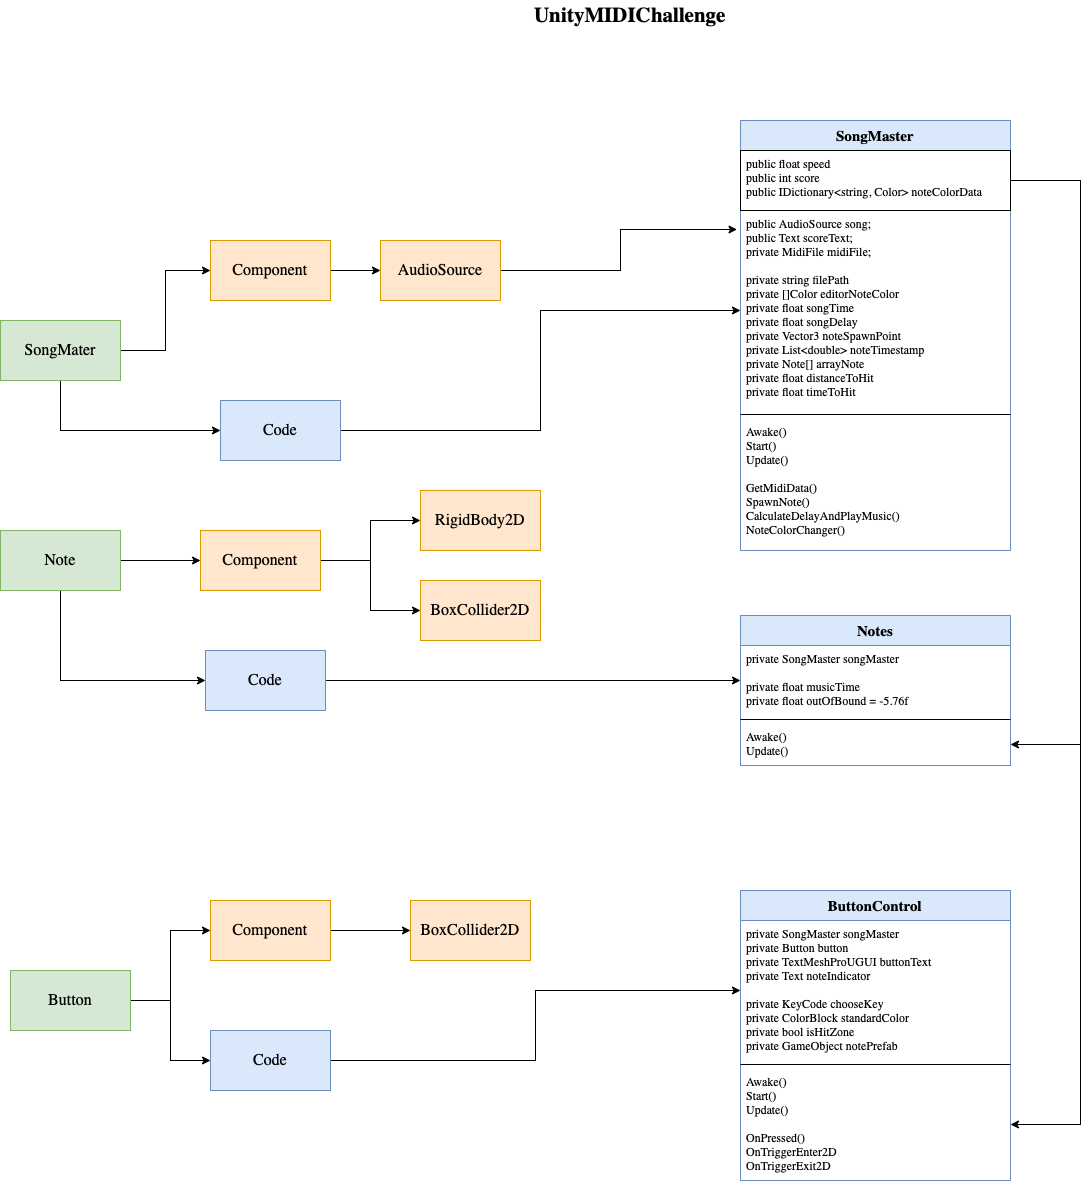 UnityMIDIChallenge
SongMaster
public float speed
public int score
public IDictionary<string, Color> noteColorData
public AudioSource song;
public Text scoreText;
private MidiFile midiFile;
private string filePath
private []Color editorNoteColor
private float songTime
private float songDelay
private Vector3 noteSpawnPoint
private List<double> noteTimestamp
private Note[] arrayNote
private float distanceToHit
private float timeToHit
Awake()
Start()
Update()
GetMidiData()
SpawnNote()
CalculateDelayAndPlayMusic()
NoteColorChanger()
Component
AudioSource
SongMater
Code
RigidBody2D
Note
Component
BoxCollider2D
Code
Notes
private SongMaster songMaster
private float musicTime
private float outOfBound = -5.76f
Awake()
Update()
Component
BoxCollider2D
Button
Code
ButtonControl
private SongMaster songMaster
private Button button
private TextMeshProUGUI buttonText
private Text noteIndicator
private KeyCode chooseKey
private ColorBlock standardColor
private bool isHitZone
private GameObject notePrefab
Awake()
Start()
Update()
OnPressed()
OnTriggerEnter2D
OnTriggerExit2D